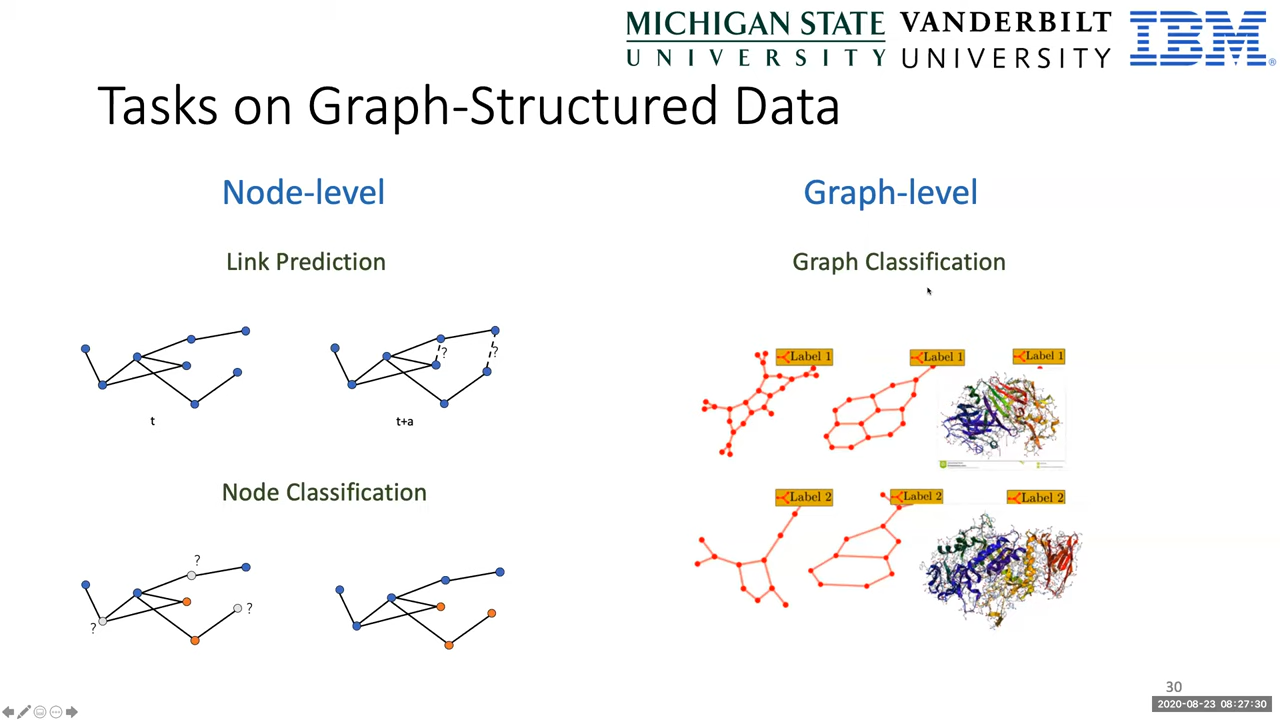 MICHIGAN STATE
UNIVERSITY
VANDERBILT
UNIVERSITY
IBM®
Tasks on Graph-Structured Data
Node-level
Link Prediction
?
?
t
t+a
Node Classification
?
?
?
Graph-level
Graph Classification
Label 1
Label 1
Label 1
Label 2
Label 2
Label 2
30
2020-08-23 08:27:30